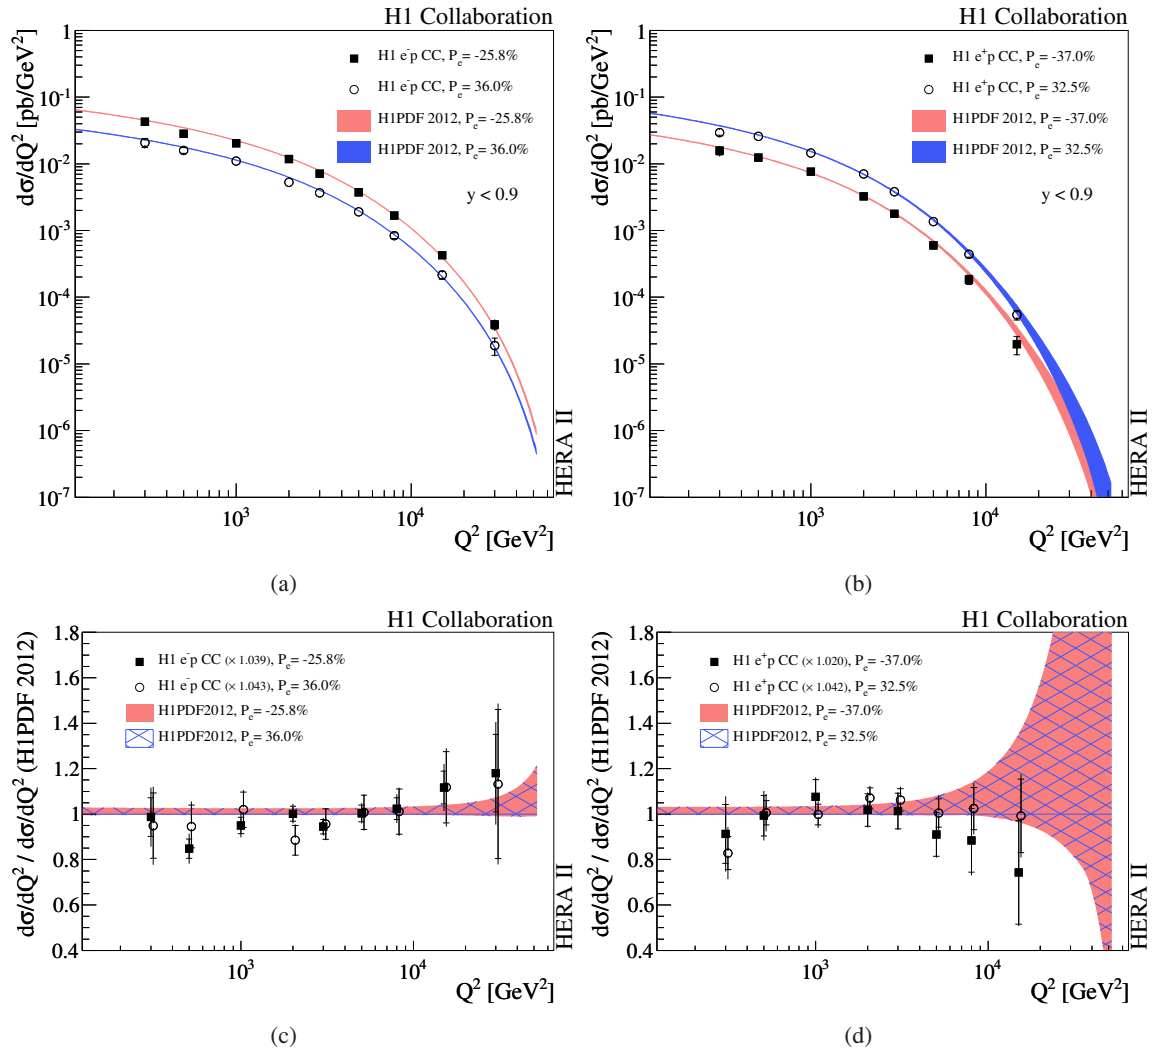 H1 Collaboration
dσ/dQ² [pb/GeV²]
1
10⁻¹
10⁻²
10⁻³
10⁻⁴
10⁻⁵
10⁻⁶
10⁻⁷
H1 e⁻p CC, Pₑ= -25.8%
H1 e⁻p CC, Pₑ= 36.0%
H1PDF 2012, Pₑ= -25.8%
H1PDF 2012, Pₑ= 36.0%
y < 0.9
HERA II
10³
10⁴
Q² [GeV²]
(a)
H1 Collaboration
dσ/dQ² [pb/GeV²]
1
10⁻¹
10⁻²
10⁻³
10⁻⁴
10⁻⁵
10⁻⁶
10⁻⁷
H1 e⁺p CC, Pₑ= -37.0%
H1 e⁺p CC, Pₑ= 32.5%
H1PDF 2012, Pₑ= -37.0%
H1PDF 2012, Pₑ= 32.5%
y < 0.9
HERA II
10³
10⁴
Q² [GeV²]
(b)
H1 Collaboration
dσ/dQ² / dσ/dQ² (H1PDF 2012)
1.8
1.6
1.4
1.2
1
0.8
0.6
0.4
H1 e⁻p CC (× 1.039), Pₑ= -25.8%
H1 e⁻p CC (× 1.043), Pₑ= 36.0%
H1PDF2012, Pₑ= -25.8%
H1PDF2012, Pₑ= 36.0%
HERA II
10³
10⁴
Q² [GeV²]
(c)
H1 Collaboration
dσ/dQ² / dσ/dQ² (H1PDF 2012)
1.8
1.6
1.4
1.2
1
0.8
0.6
0.4
H1 e⁺p CC (× 1.020), Pₑ= -37.0%
H1 e⁺p CC (× 1.042), Pₑ= 32.5%
H1PDF2012, Pₑ= -37.0%
H1PDF2012, Pₑ= 32.5%
HERA II
10³
10⁴
Q² [GeV²]
(d)